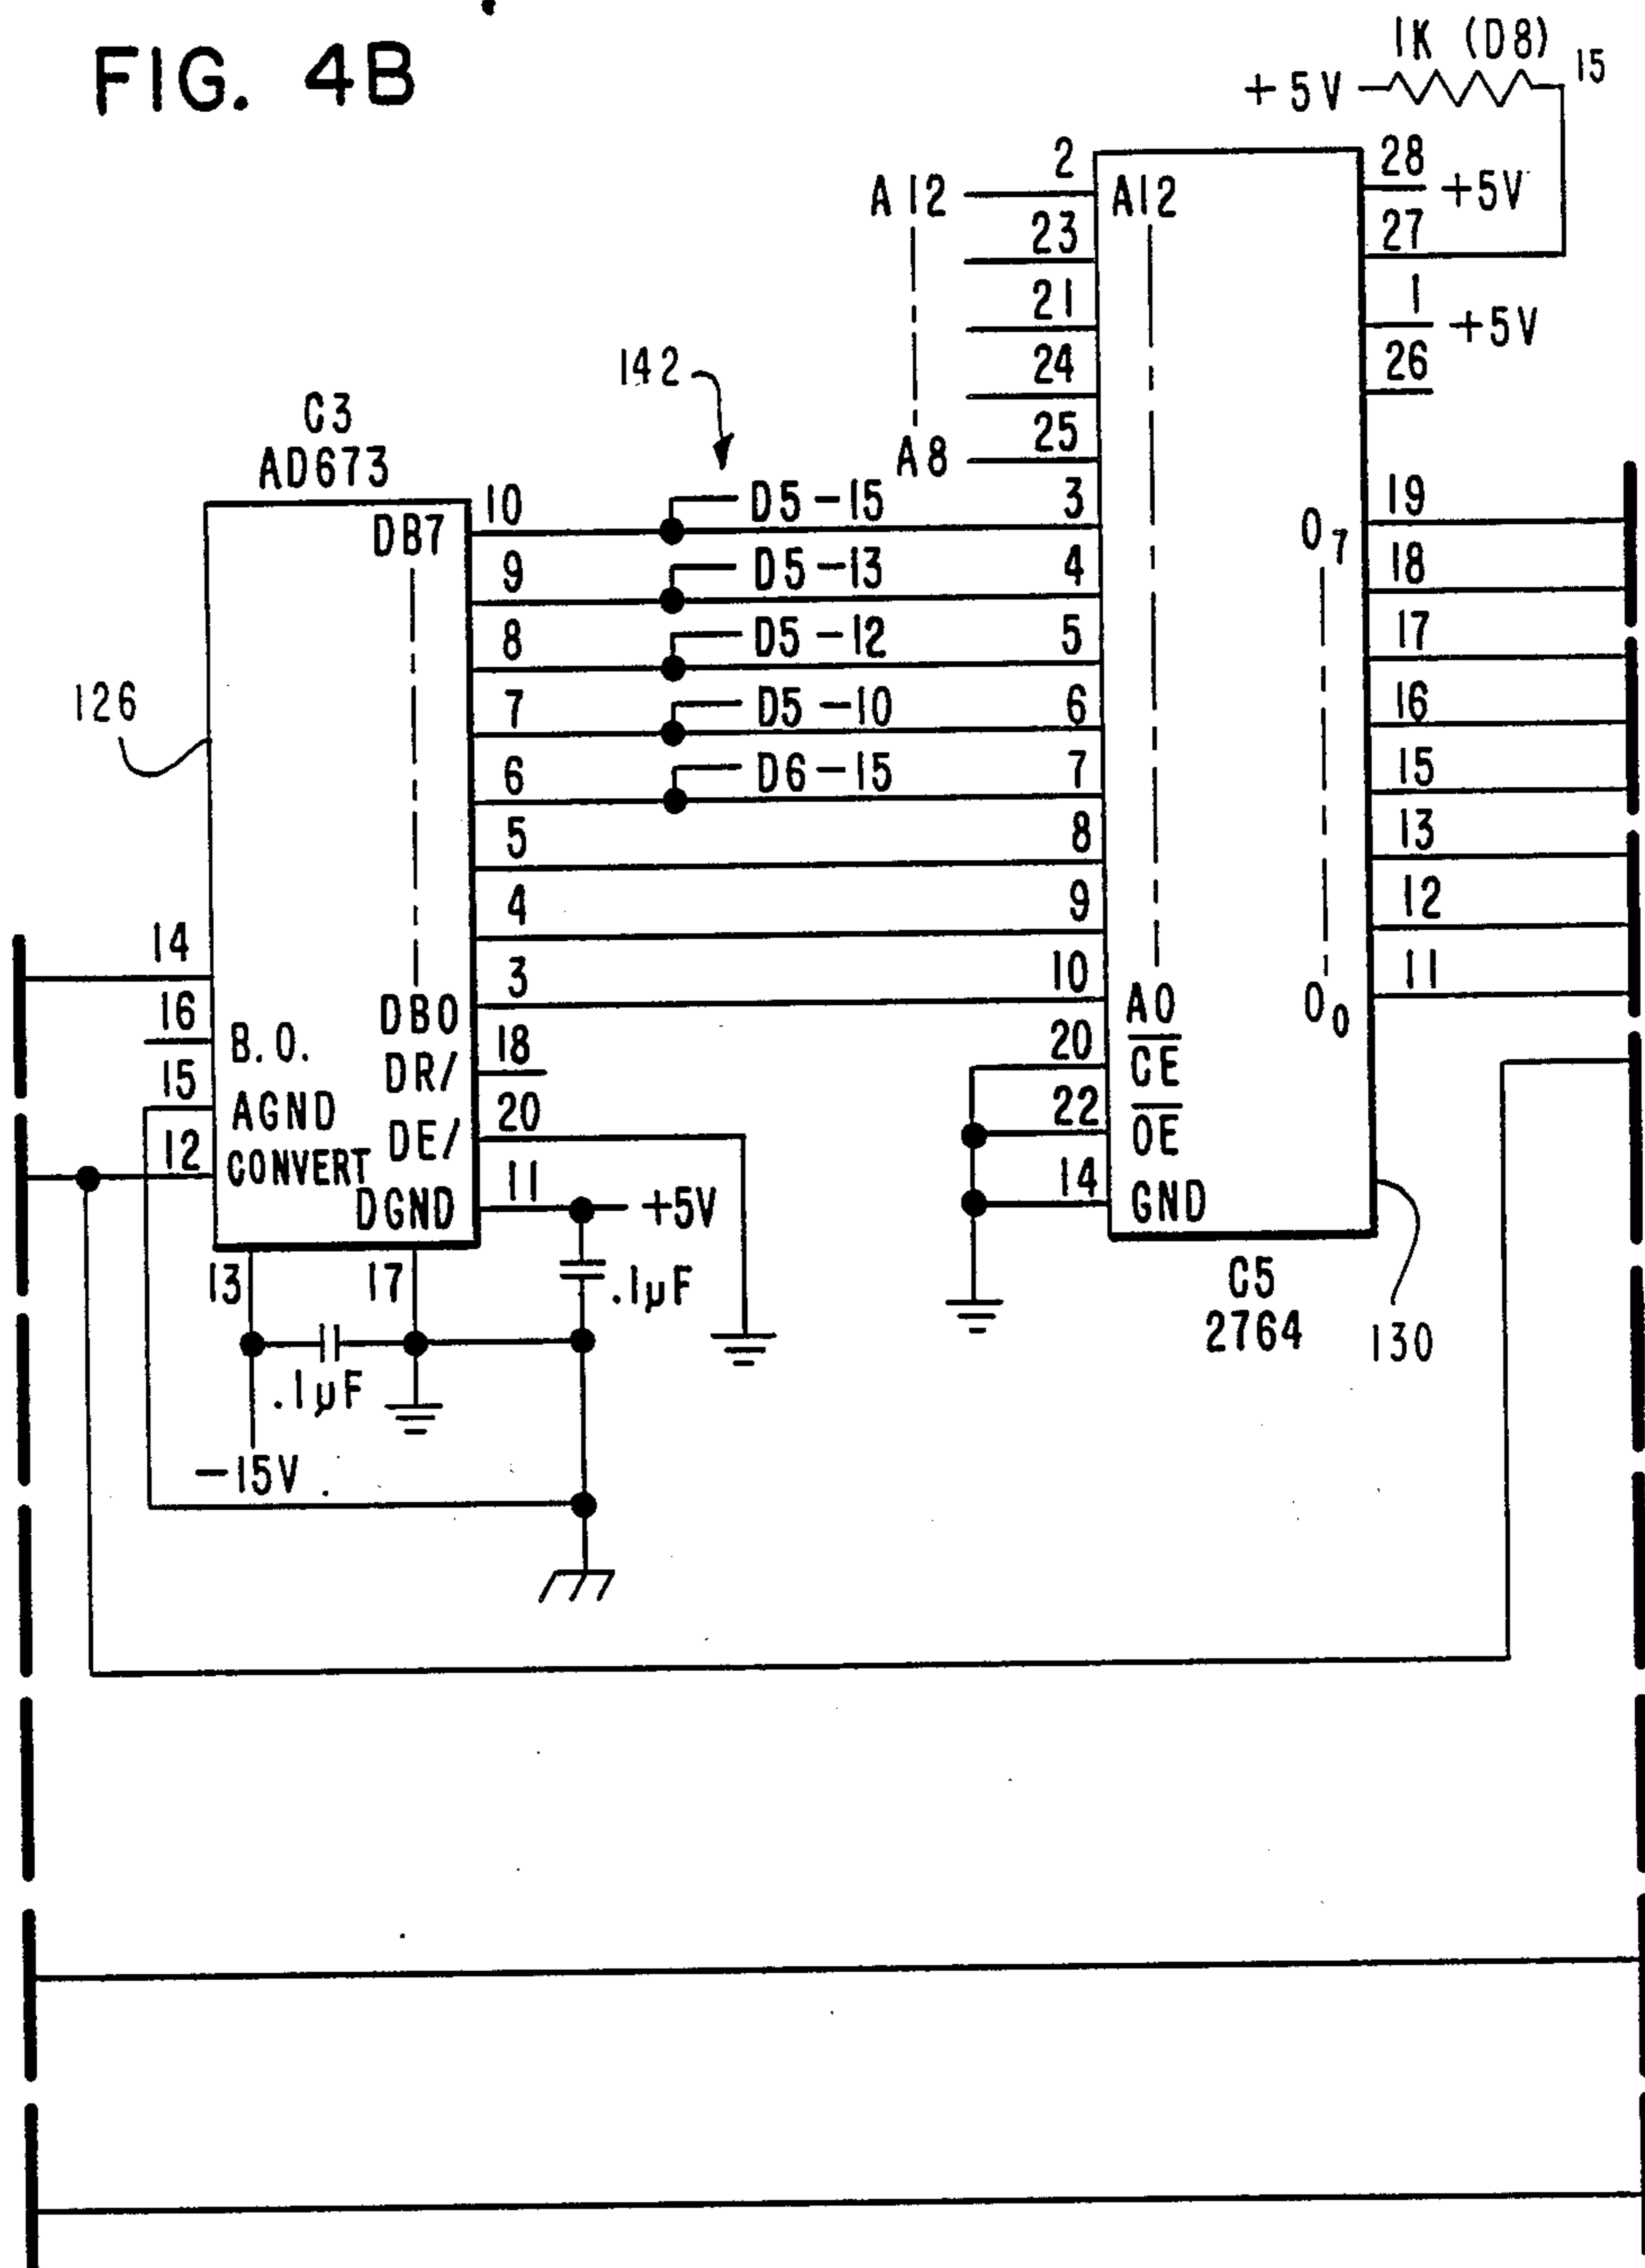 FIG. 4B
1K (D8)
+5V
15
2
A12
A12
28
+5V
23
27
21
1
+5V
24
26
25
A8
142
C3
AD673
10
DB7
D5-15
3
19
O7
9
D5-13
4
18
8
D5-12
5
17
126
7
D5-10
6
16
6
D6-15
7
15
5
8
13
4
9
12
14
3
10
11
DB0
A0
O0
16
B.O.
18
DR/
20
CE
15
AGND
20
DE/
22
OE
12
CONVERT
11
DGND
+5V
14
GND
13
17
.1µF
C5
2764
130
.1µF
-15V